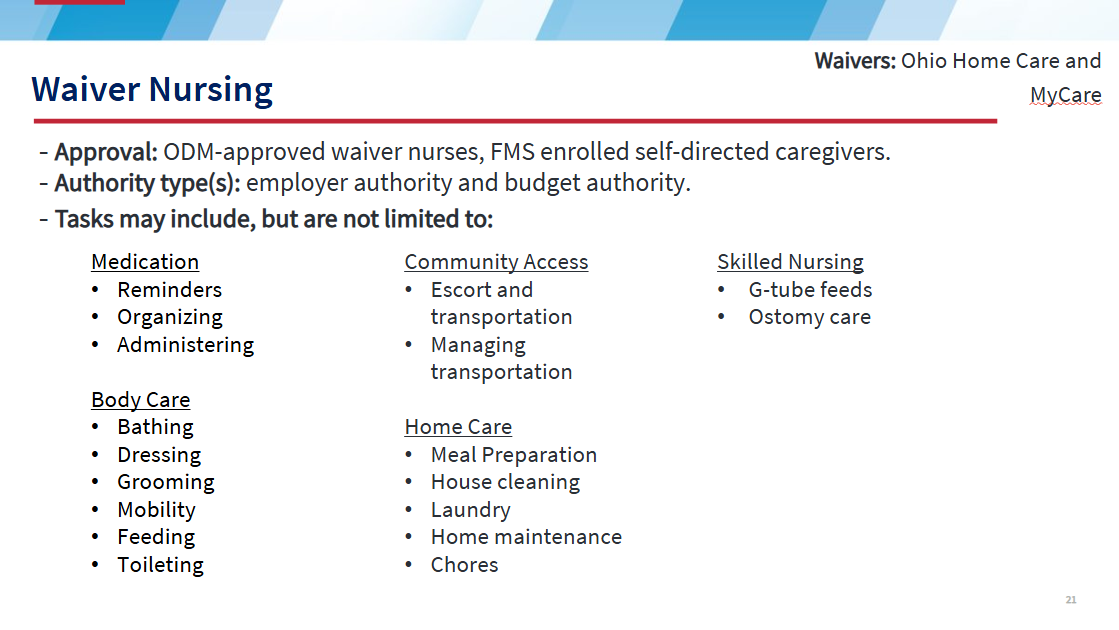 Waivers: Ohio Home Care and
MyCare
Waiver Nursing
- Approval: ODM-approved waiver nurses, FMS enrolled self-directed caregivers.
- Authority type(s): employer authority and budget authority.
- Tasks may include, but are not limited to:
Medication
• Reminders
• Organizing
• Administering
Body Care
• Bathing
• Dressing
• Grooming
• Mobility
• Feeding
• Toileting
Community Access
• Escort and
transportation
• Managing
transportation
Home Care
• Meal Preparation
• House cleaning
• Laundry
• Home maintenance
• Chores
Skilled Nursing
• G-tube feeds
• Ostomy care
21